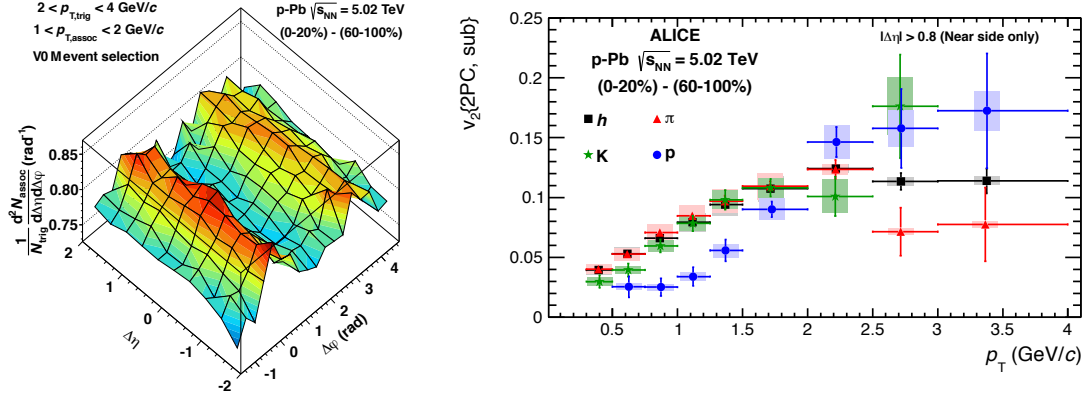 2 < p_T,trig < 4 GeV/c
1 < p_T,assoc < 2 GeV/c
V0 M event selection
p-Pb √s_NN = 5.02 TeV
(0-20%) - (60-100%)
1/N_trig d²N_assoc/dΔηdΔφ (rad⁻¹)
0.85
0.80
0.75
2
1
0
-1
-2
Δη
-1
0
1
2
3
4
Δφ (rad)
v₂{2PC, sub}
0.25
0.2
0.15
0.1
0.05
0
ALICE
p-Pb √s_NN = 5.02 TeV
(0-20%) - (60-100%)
|Δη| > 0.8 (Near side only)
h
π
K
p
0.5 1 1.5 2 2.5 3 3.5 4
p_T (GeV/c)